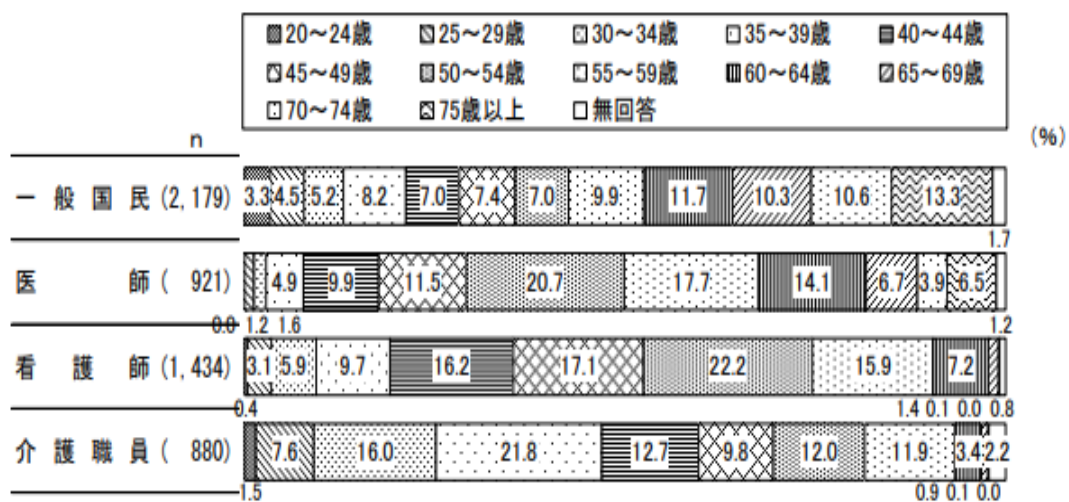 20～24歳 25～29歳 30～34歳 35～39歳 40～44歳
45～49歳 50～54歳 55～59歳 60～64歳 65～69歳
70～74歳 75歳以上 無回答
n
(%)
一般国民(2,179) 3.3 4.5 5.2 8.2 7.0 7.4 7.0 9.9 11.7 10.3 10.6 13.3
1.7
医師( 921) 4.9 9.9 11.5 20.7 17.7 14.1 6.7 3.9 6.5
0.0 1.2 1.6 1.2
看護師(1,434) 3.1 5.9 9.7 16.2 17.1 22.2 15.9 7.2
0.4 1.4 0.1 0.0 0.8
介護職員( 880) 7.6 16.0 21.8 12.7 9.8 12.0 11.9 3.4 2.2
1.5 0.9 0.1 0.0